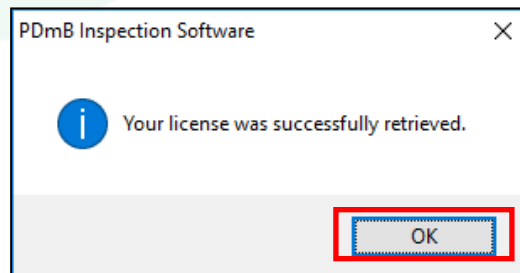 PDmB Inspection Software
Your license was successfully retrieved.
OK